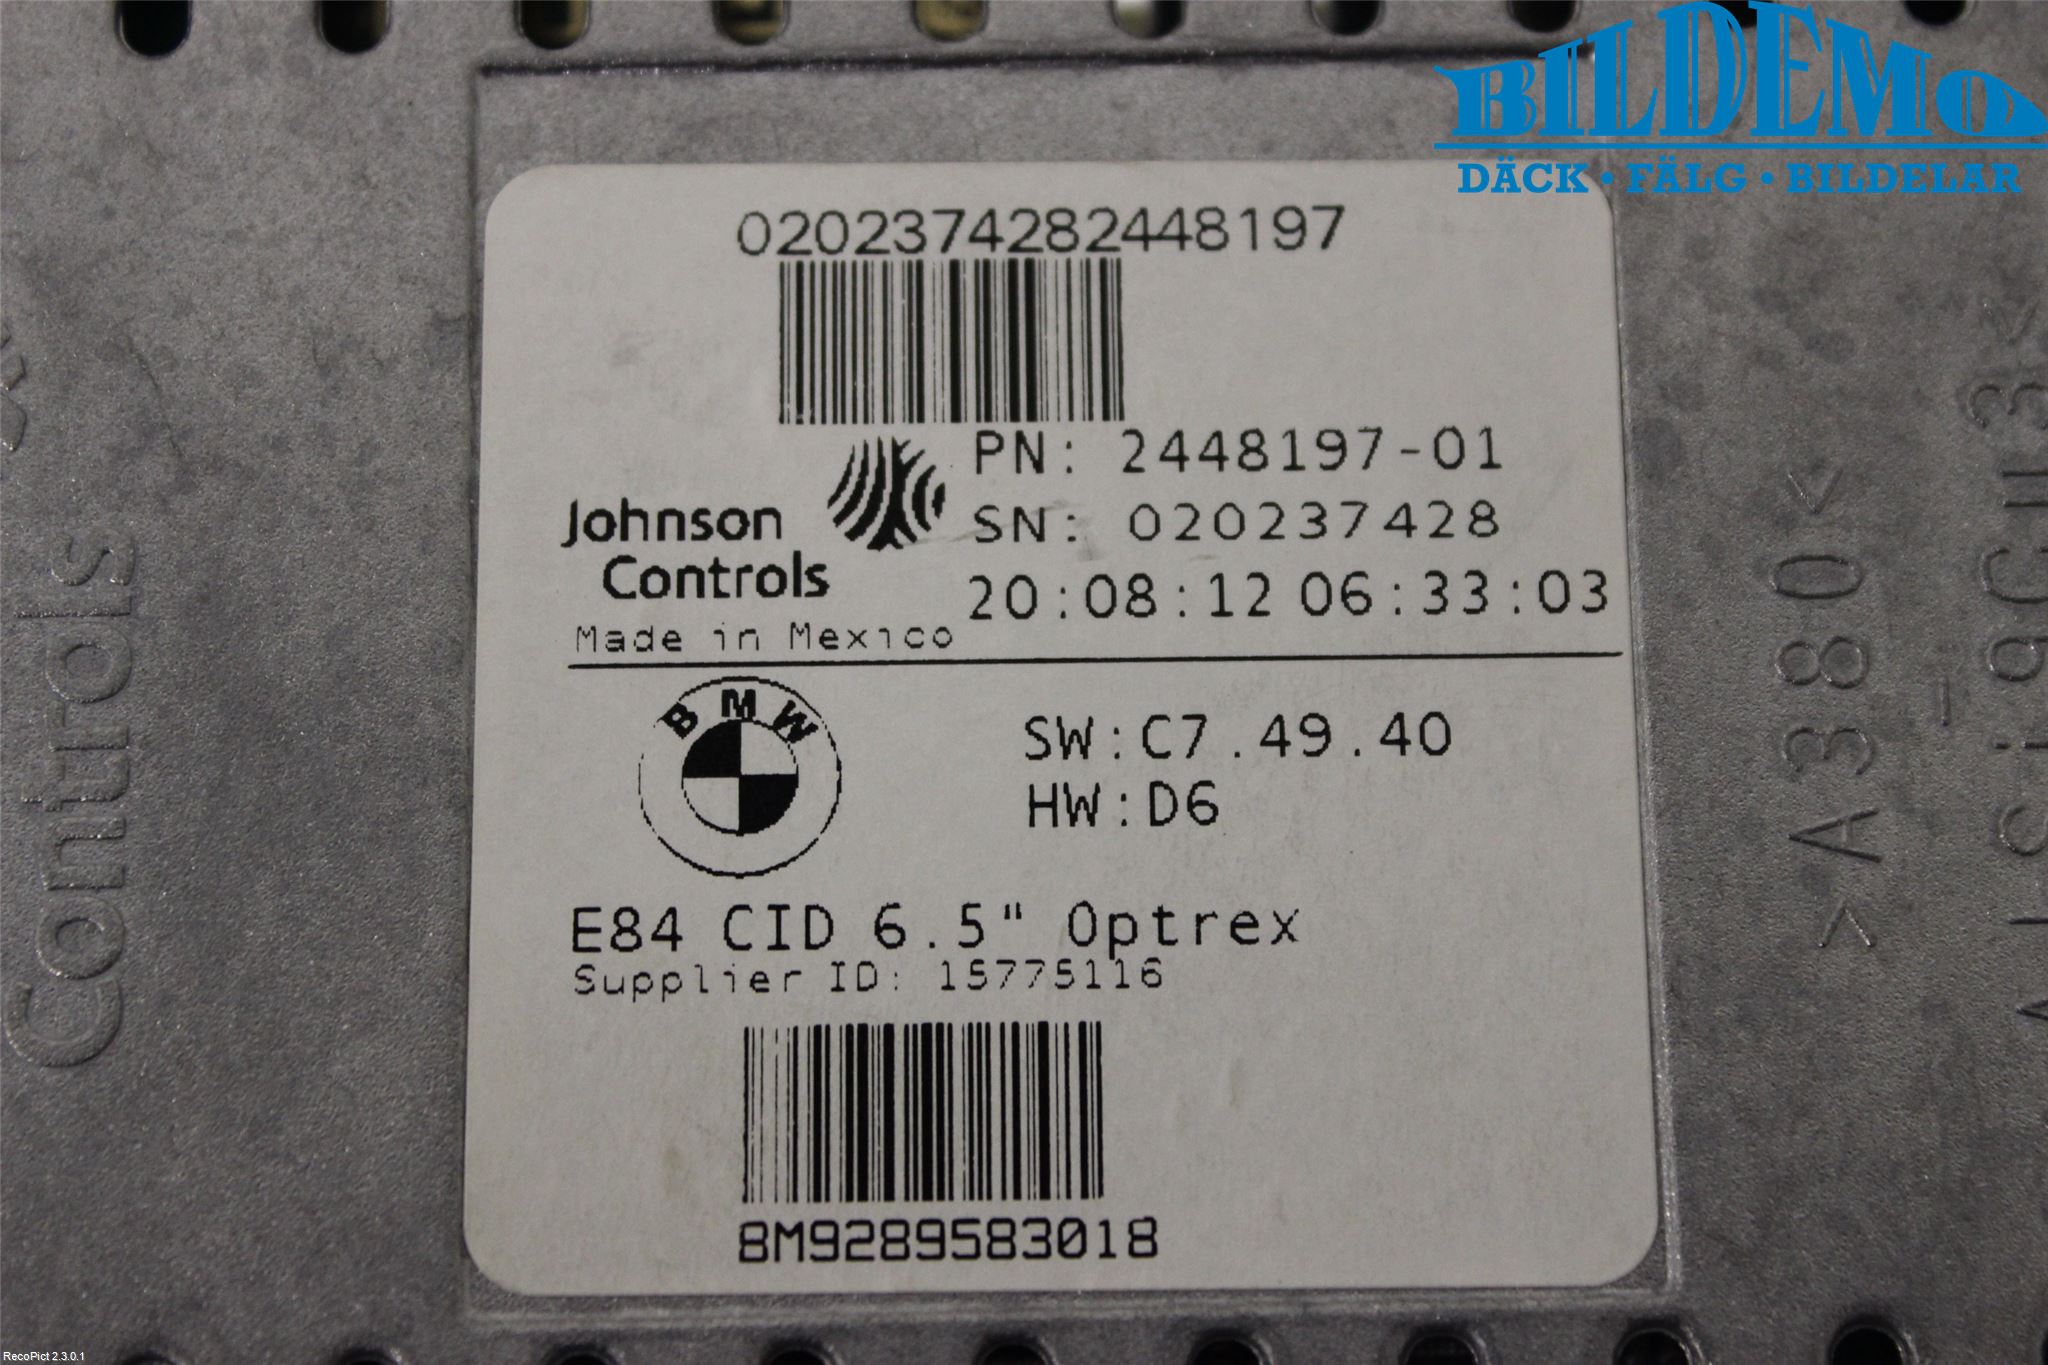 BILDEMO
DÄCK • FÄLG • BILDELAR
0202374282448197
PN: 2448197-01
SN: 020237428
Johnson
Controls
20:08:12 06:33:03
Made in Mexico
BMW
SW:C7.49.40
HW:D6
E84 CID 6.5" Optrex
Supplier ID: 15775116
8M9289583018
Controls
>A380<
RecoPict 2.3.0.1